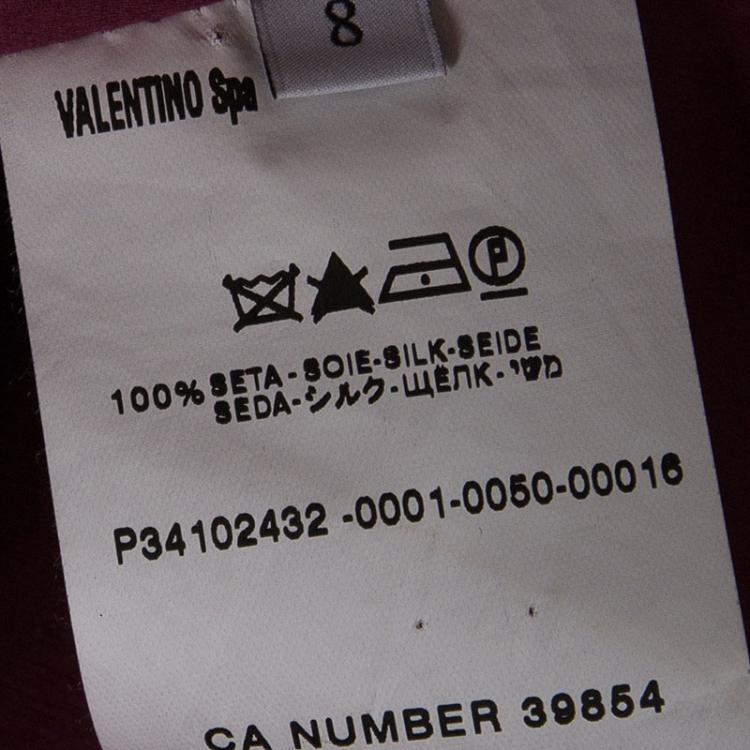 8
VALENTINO Spa
P
100% SETA-SOIE-SILK-SEIDE
SEDA-シルク-ЩЁЛК-משי
P34102432 -0001-0050-00016
CA NUMBER 39854